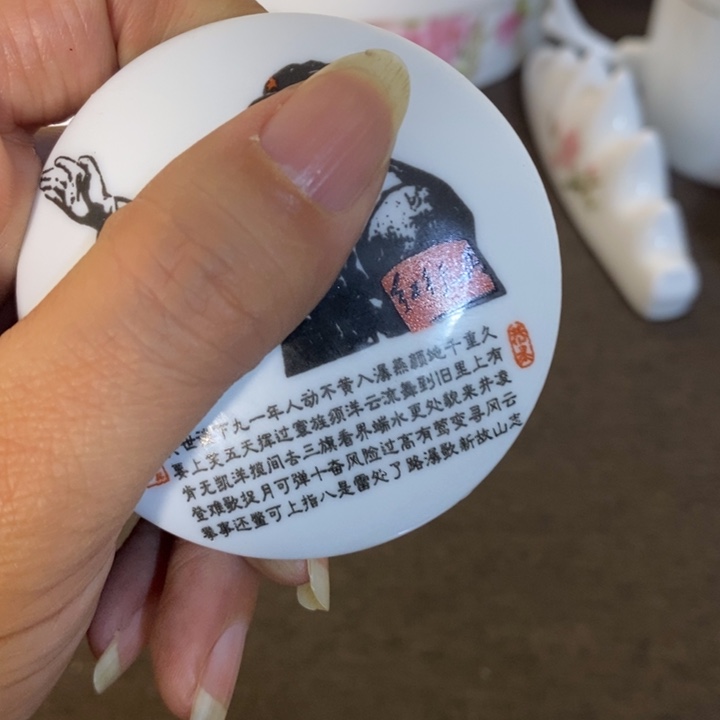 久有凌云志
重上井冈山
千里来寻故
地旧貌变新
颜到处莺歌
燕舞更有潺
潺流水高路
入云端过了
黄洋界险处
不须看风雷
动旌旗奋是
人寰三十八
年过去弹指
一挥间可上
九天揽月可
下五洋捉鳖
谈笑凯歌还
世上无难事
要肯登攀